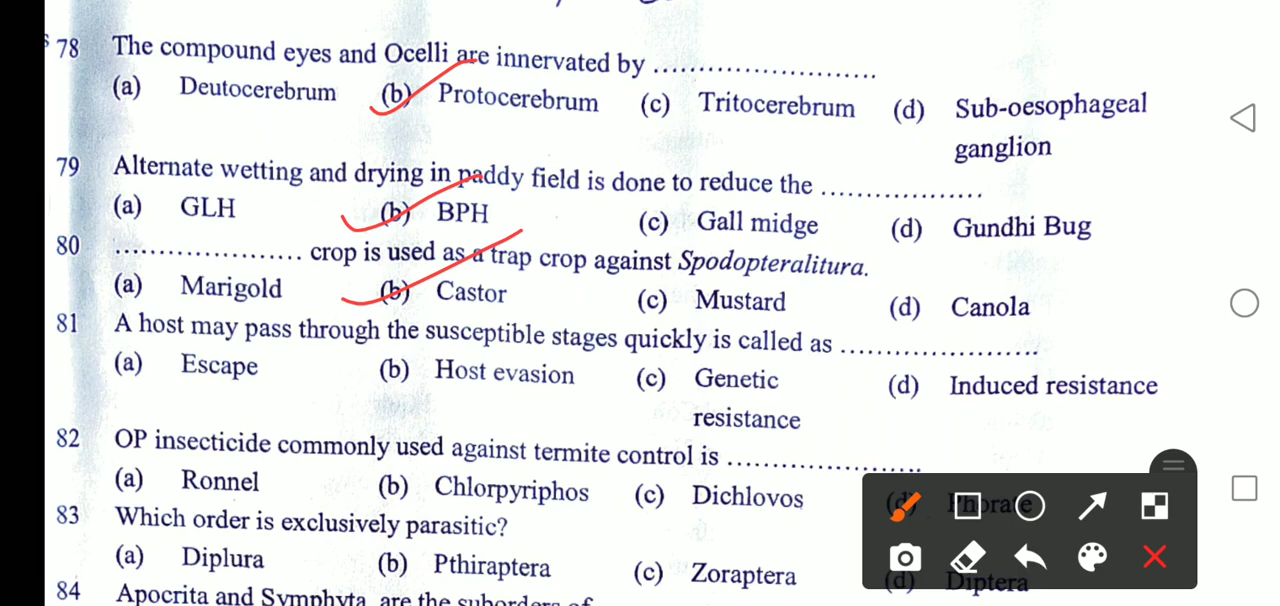 78 The compound eyes and Ocelli are innervated by ........................
(a) Deutocerebrum (b) Protocerebrum (c) Tritocerebrum (d) Sub-oesophageal
ganglion
79 Alternate wetting and drying in paddy field is done to reduce the ..................
(a) GLH (b) BPH (c) Gall midge (d) Gundhi Bug
80 ..................... crop is used as a trap crop against Spodopteralitura.
(a) Marigold (b) Castor (c) Mustard (d) Canola
81 A host may pass through the susceptible stages quickly is called as ......................
(a) Escape (b) Host evasion (c) Genetic (d) Induced resistance
resistance
82 OP insecticide commonly used against termite control is ......................
(a) Ronnel (b) Chlorpyriphos (c) Dichlovos (d) Phorate
83 Which order is exclusively parasitic?
(a) Diplura (b) Pthiraptera (c) Zoraptera (d) Diptera
84 Apocrita and Symphyta are the suborders of